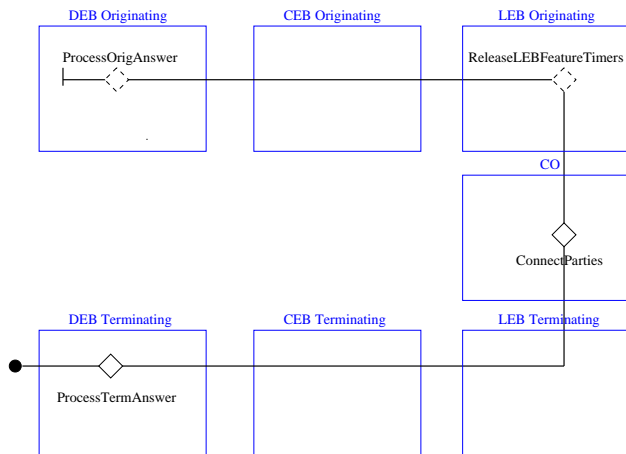 DEB Originating
CEB Originating
LEB Originating
ProcessOrigAnswer
ReleaseLEBFeatureTimers
CO
ConnectParties
DEB Terminating
CEB Terminating
LEB Terminating
ProcessTermAnswer